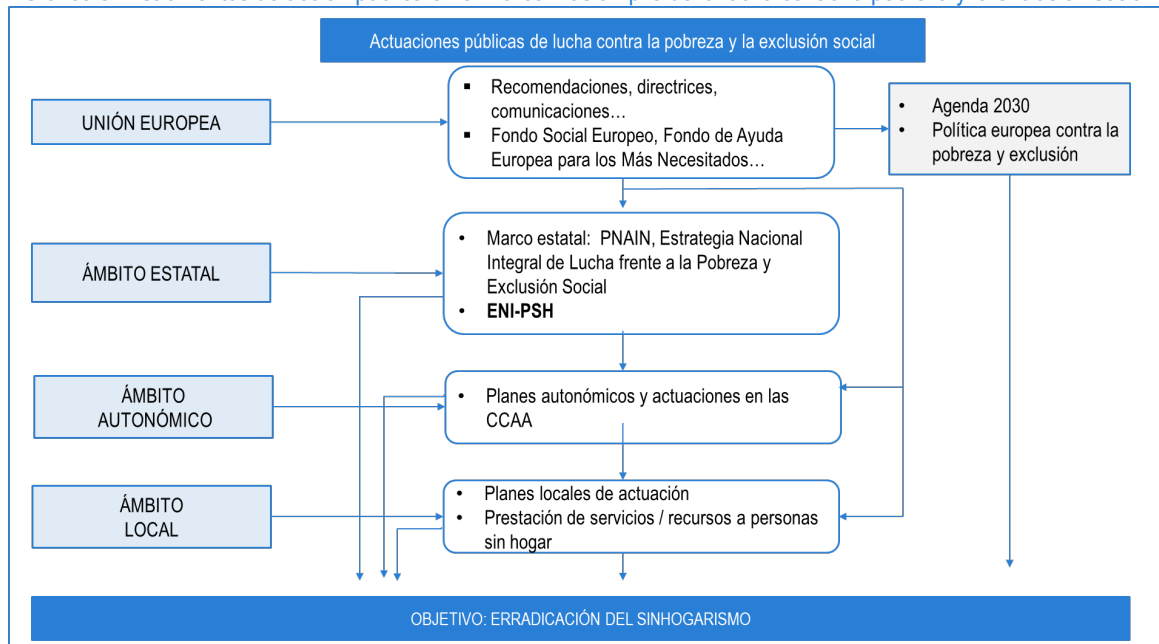 Actuaciones públicas de lucha contra la pobreza y la exclusión social
UNIÓN EUROPEA
▪ Recomendaciones, directrices,
comunicaciones…
▪ Fondo Social Europeo, Fondo de Ayuda
Europea para los Más Necesitados…
• Agenda 2030
• Política europea contra la
pobreza y exclusión
ÁMBITO ESTATAL
• Marco estatal: PNAIN, Estrategia Nacional
Integral de Lucha frente a la Pobreza y
Exclusión Social
• ENI-PSH
ÁMBITO
AUTONÓMICO
• Planes autonómicos y actuaciones en las
CCAA
ÁMBITO
LOCAL
• Planes locales de actuación
• Prestación de servicios / recursos a personas
sin hogar
OBJETIVO: ERRADICACIÓN DEL SINHOGARISMO